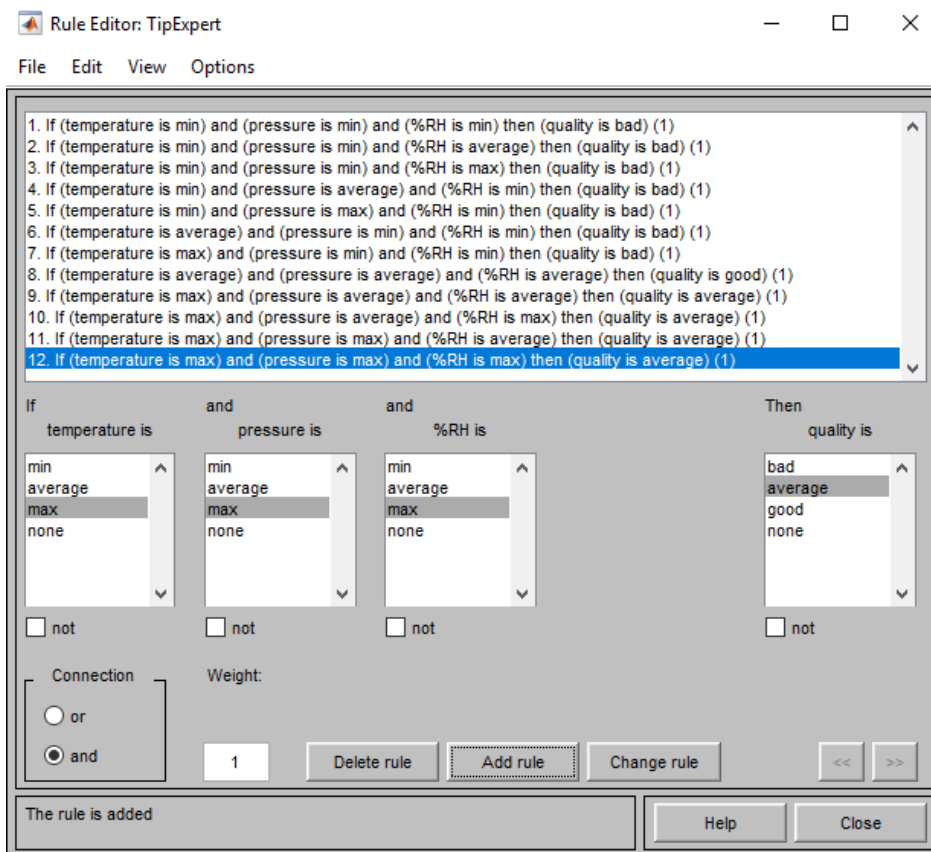 Rule Editor: TipExpert
File Edit View Options
1. If (temperature is min) and (pressure is min) and (%RH is min) then (quality is bad) (1)
2. If (temperature is min) and (pressure is min) and (%RH is average) then (quality is bad) (1)
3. If (temperature is min) and (pressure is min) and (%RH is max) then (quality is bad) (1)
4. If (temperature is min) and (pressure is average) and (%RH is min) then (quality is bad) (1)
5. If (temperature is min) and (pressure is max) and (%RH is min) then (quality is bad) (1)
6. If (temperature is average) and (pressure is min) and (%RH is min) then (quality is bad) (1)
7. If (temperature is max) and (pressure is min) and (%RH is min) then (quality is bad) (1)
8. If (temperature is average) and (pressure is average) and (%RH is average) then (quality is good) (1)
9. If (temperature is max) and (pressure is average) and (%RH is average) then (quality is average) (1)
10. If (temperature is max) and (pressure is average) and (%RH is max) then (quality is average) (1)
11. If (temperature is max) and (pressure is max) and (%RH is average) then (quality is average) (1)
12. If (temperature is max) and (pressure is max) and (%RH is max) then (quality is average) (1)
If and and Then
temperature is pressure is %RH is quality is
min min min bad
average average average average
max max max good
none none none none
not not not not
Connection Weight:
or
and 1 Delete rule Add rule Change rule << >>
The rule is added Help Close